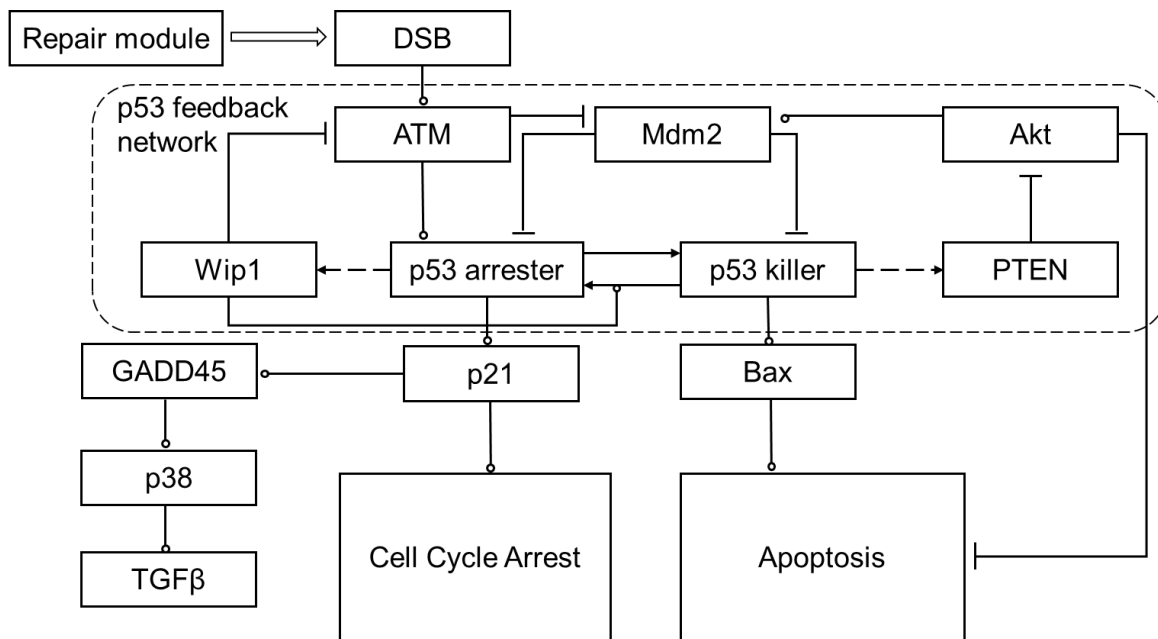 Repair module
DSB
p53 feedback
network
ATM
Mdm2
Akt
Wip1
p53 arrester
p53 killer
PTEN
GADD45
p21
Bax
p38
Cell Cycle Arrest
Apoptosis
TGFβ